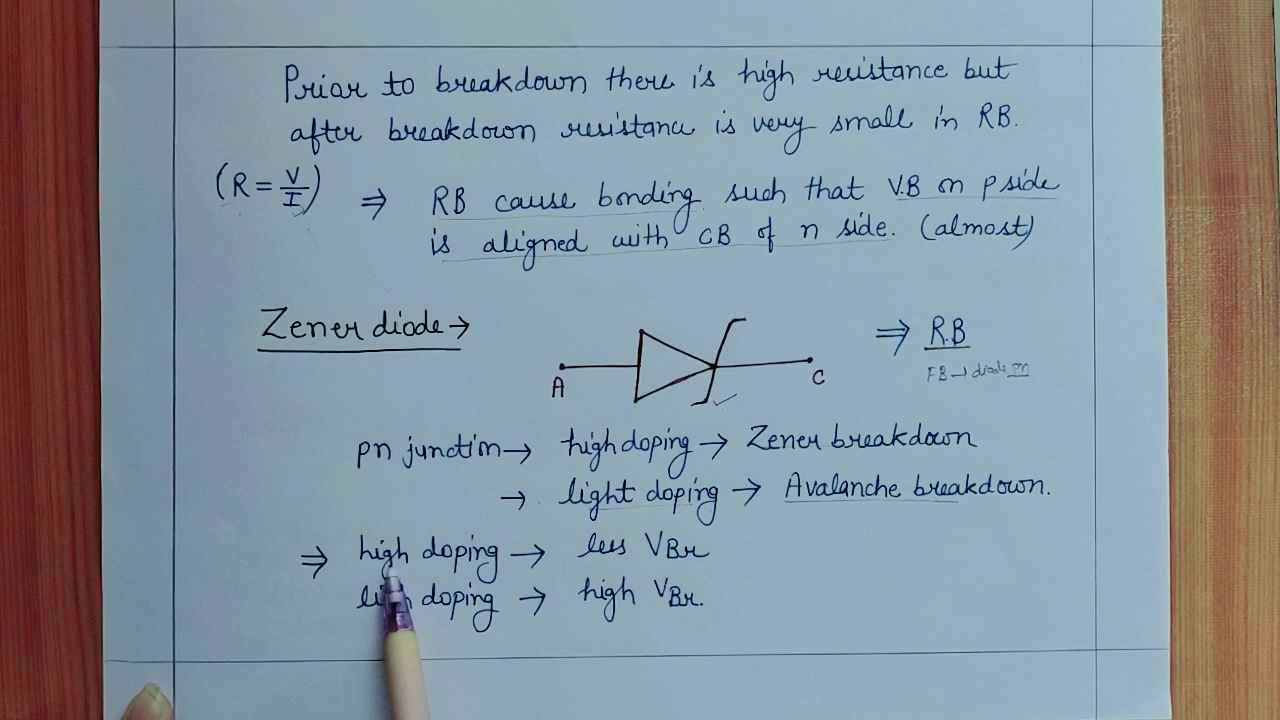 Prior to breakdown there is high resistance but
after breakdown resistance is very small in RB.
(R = V/I) ⇒ RB cause bonding such that V.B on p side
is aligned with CB of n side. (almost)
Zener diode → ⇒ R.B
FB → diode on
A C
pn junction → high doping → Zener breakdown
→ light doping → Avalanche breakdown.
⇒ high doping → less VBr
doping → high VBr.